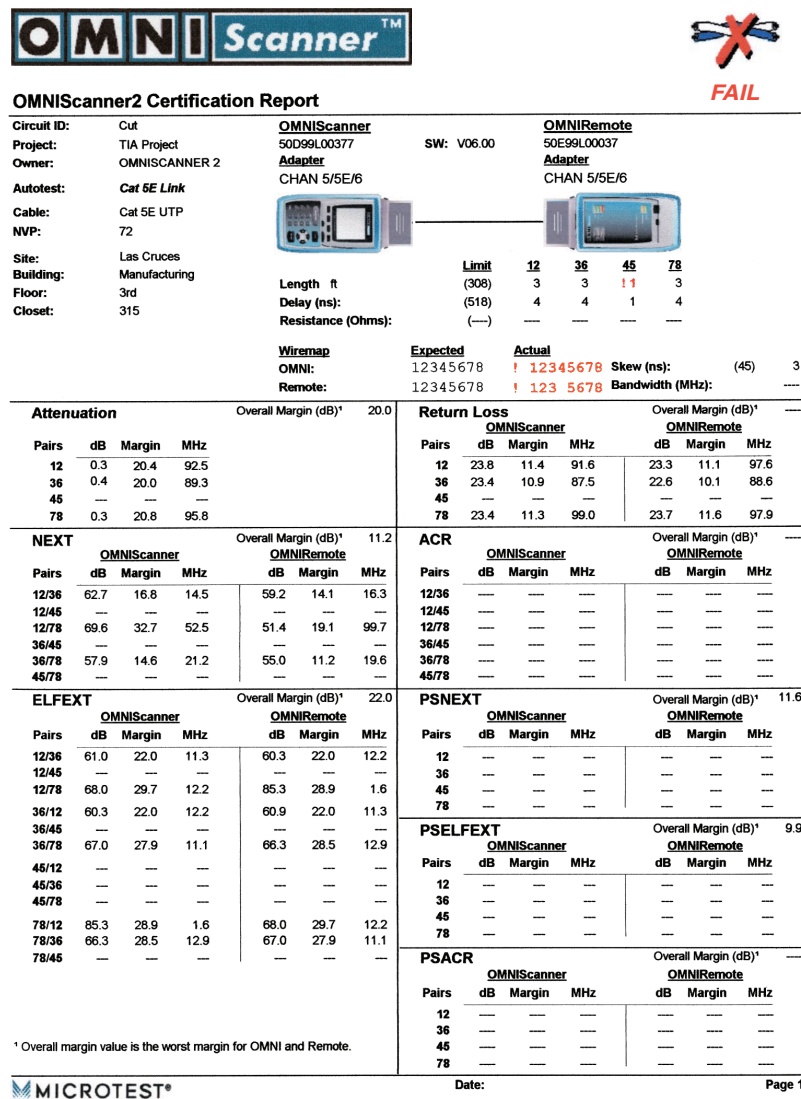 OMNI Scanner™
FAIL
OMNIScanner2 Certification Report
Circuit ID: Cut OMNIScanner OMNIRemote
Project: TIA Project 50D99L00377 SW: V06.00 50E99L00037
Owner: OMNISCANNER 2 Adapter Adapter
Autotest: Cat 5E Link CHAN 5/5E/6 CHAN 5/5E/6
Cable: Cat 5E UTP
NVP: 72
Site: Las Cruces
Building: Manufacturing
Floor: 3rd
Closet: 315
Limit 12 36 45 78
Length ft (308) 3 3 ! 1 3
Delay (ns): (518) 4 4 1 4
Resistance (Ohms): (----) ---- ---- ---- ----
Wiremap Expected Actual
OMNI: 12345678 ! 12345678 Skew (ns): (45) 3
Remote: 12345678 ! 123 5678 Bandwidth (MHz): ----
Attenuation Overall Margin (dB)¹ 20.0
Pairs dB Margin MHz
12 0.3 20.4 92.5
36 0.4 20.0 89.3
45 --- --- ---
78 0.3 20.8 95.8
Return Loss Overall Margin (dB)¹ ----
OMNIScanner OMNIRemote
Pairs dB Margin MHz dB Margin MHz
12 23.8 11.4 91.6 23.3 11.1 97.6
36 23.4 10.9 87.5 22.6 10.1 88.6
45 --- --- --- --- --- ---
78 23.4 11.3 99.0 23.7 11.6 97.9
NEXT Overall Margin (dB)¹ 11.2
OMNIScanner OMNIRemote
Pairs dB Margin MHz dB Margin MHz
12/36 62.7 16.8 14.5 59.2 14.1 16.3
12/45 --- --- --- --- --- ---
12/78 69.6 32.7 52.5 51.4 19.1 99.7
36/45 --- --- --- --- --- ---
36/78 57.9 14.6 21.2 55.0 11.2 19.6
45/78 --- --- --- --- --- ---
ACR Overall Margin (dB)¹ ----
OMNIScanner OMNIRemote
Pairs dB Margin MHz dB Margin MHz
12/36 ---- ---- ---- ---- ---- ----
12/45 ---- ---- ---- ---- ---- ----
12/78 ---- ---- ---- ---- ---- ----
36/45 ---- ---- ---- ---- ---- ----
36/78 ---- ---- ---- ---- ---- ----
45/78 ---- ---- ---- ---- ---- ----
ELFEXT Overall Margin (dB)¹ 22.0
OMNIScanner OMNIRemote
Pairs dB Margin MHz dB Margin MHz
12/36 61.0 22.0 11.3 60.3 22.0 12.2
12/45 --- --- --- --- --- ---
12/78 68.0 29.7 12.2 85.3 28.9 1.6
36/12 60.3 22.0 12.2 60.9 22.0 11.3
36/45 --- --- --- --- --- ---
36/78 67.0 27.9 11.1 66.3 28.5 12.9
45/12 --- --- --- --- --- ---
45/36 --- --- --- --- --- ---
45/78 --- --- --- --- --- ---
78/12 85.3 28.9 1.6 68.0 29.7 12.2
78/36 66.3 28.5 12.9 67.0 27.9 11.1
78/45 --- --- --- --- --- ---
PSNEXT Overall Margin (dB)¹ 11.6
OMNIScanner OMNIRemote
Pairs dB Margin MHz dB Margin MHz
12 --- --- --- --- --- ---
36 --- --- --- --- --- ---
45 --- --- --- --- --- ---
78 --- --- --- --- --- ---
PSELFEXT Overall Margin (dB)¹ 9.9
OMNIScanner OMNIRemote
Pairs dB Margin MHz dB Margin MHz
12 --- --- --- --- --- ---
36 --- --- --- --- --- ---
45 --- --- --- --- --- ---
78 --- --- --- --- --- ---
PSACR Overall Margin (dB)¹ ----
OMNIScanner OMNIRemote
Pairs dB Margin MHz dB Margin MHz
12 ---- ---- ---- ---- ---- ----
36 ---- ---- ---- ---- ---- ----
45 ---- ---- ---- ---- ---- ----
78 ---- ---- ---- ---- ---- ----
¹ Overall margin value is the worst margin for OMNI and Remote.
MICROTEST® Date: Page 1